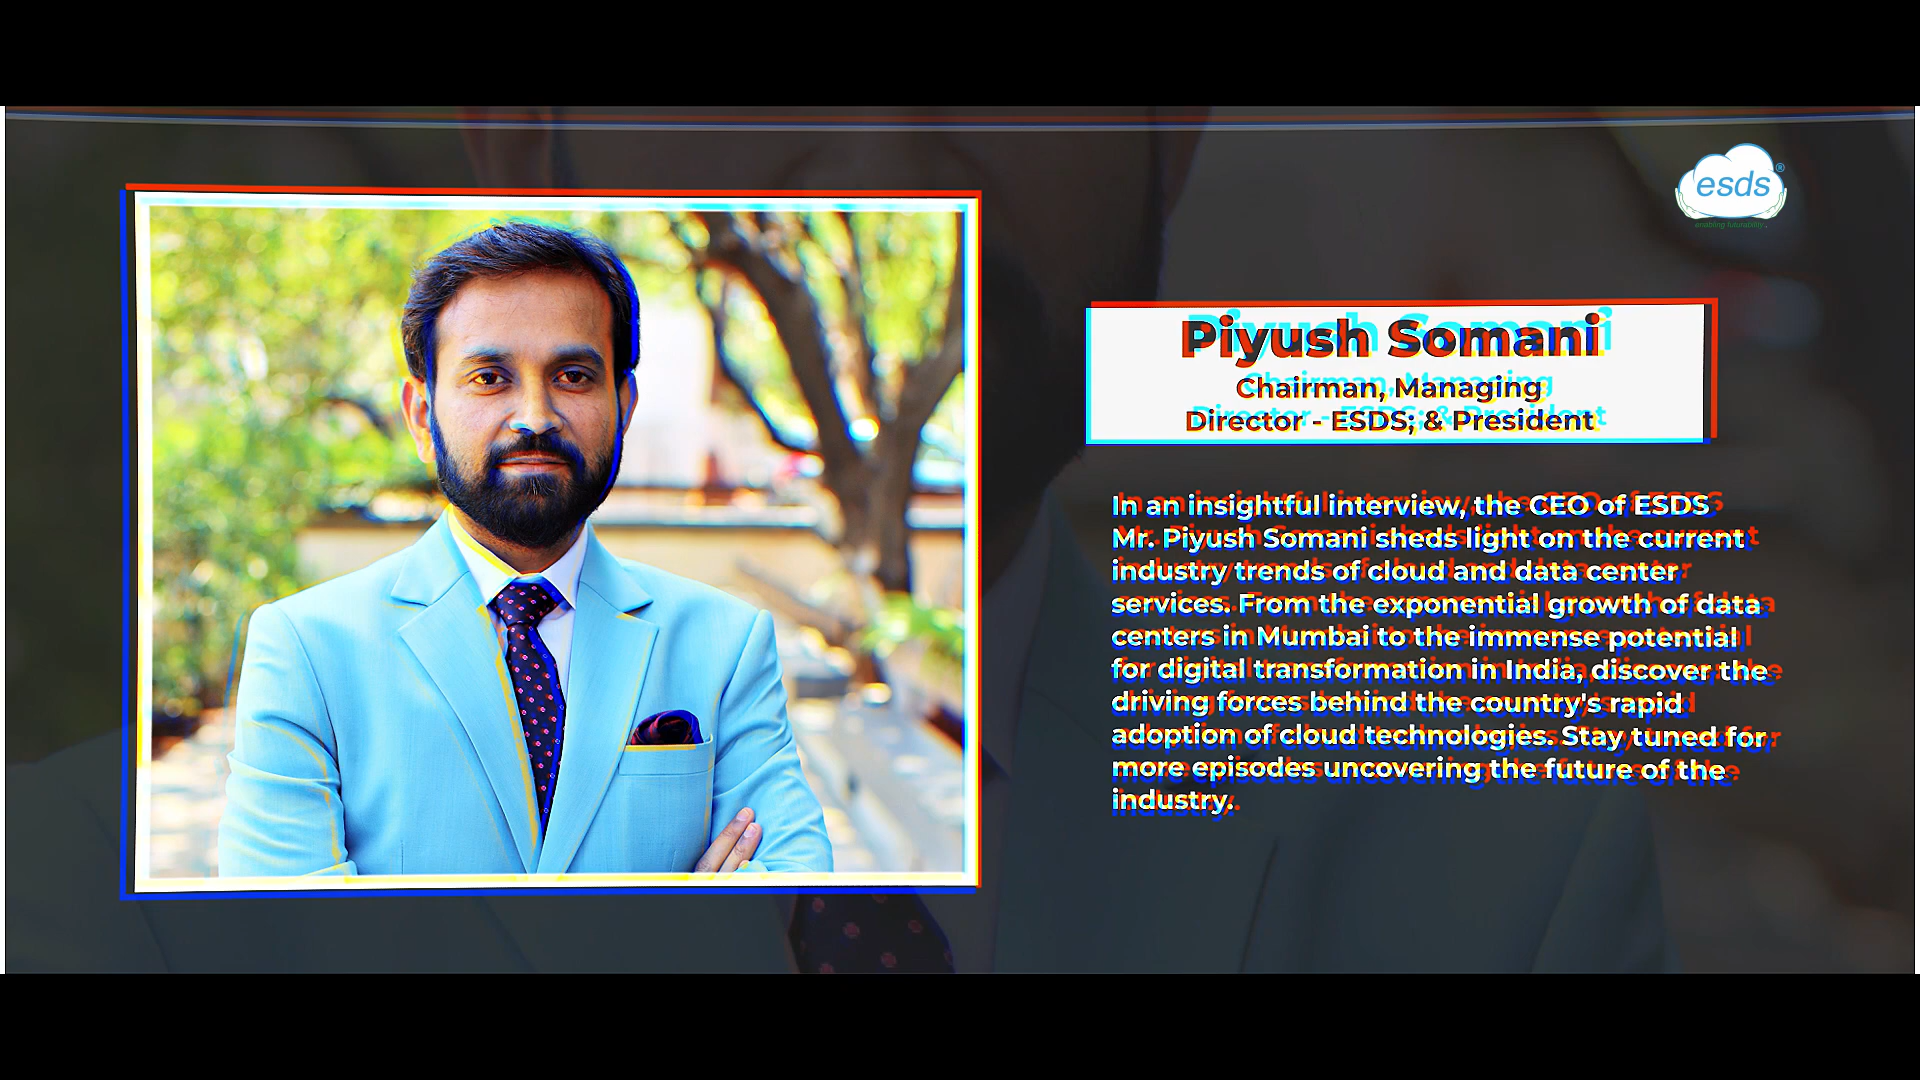 esds®
enabling futurability.
Piyush Somani
Chairman, Managing
Director - ESDS; & President
In an insightful interview, the CEO of ESDS
Mr. Piyush Somani sheds light on the current
industry trends of cloud and data center
services. From the exponential growth of data
centers in Mumbai to the immense potential
for digital transformation in India, discover the
driving forces behind the country's rapid
adoption of cloud technologies. Stay tuned for
more episodes uncovering the future of the
industry.